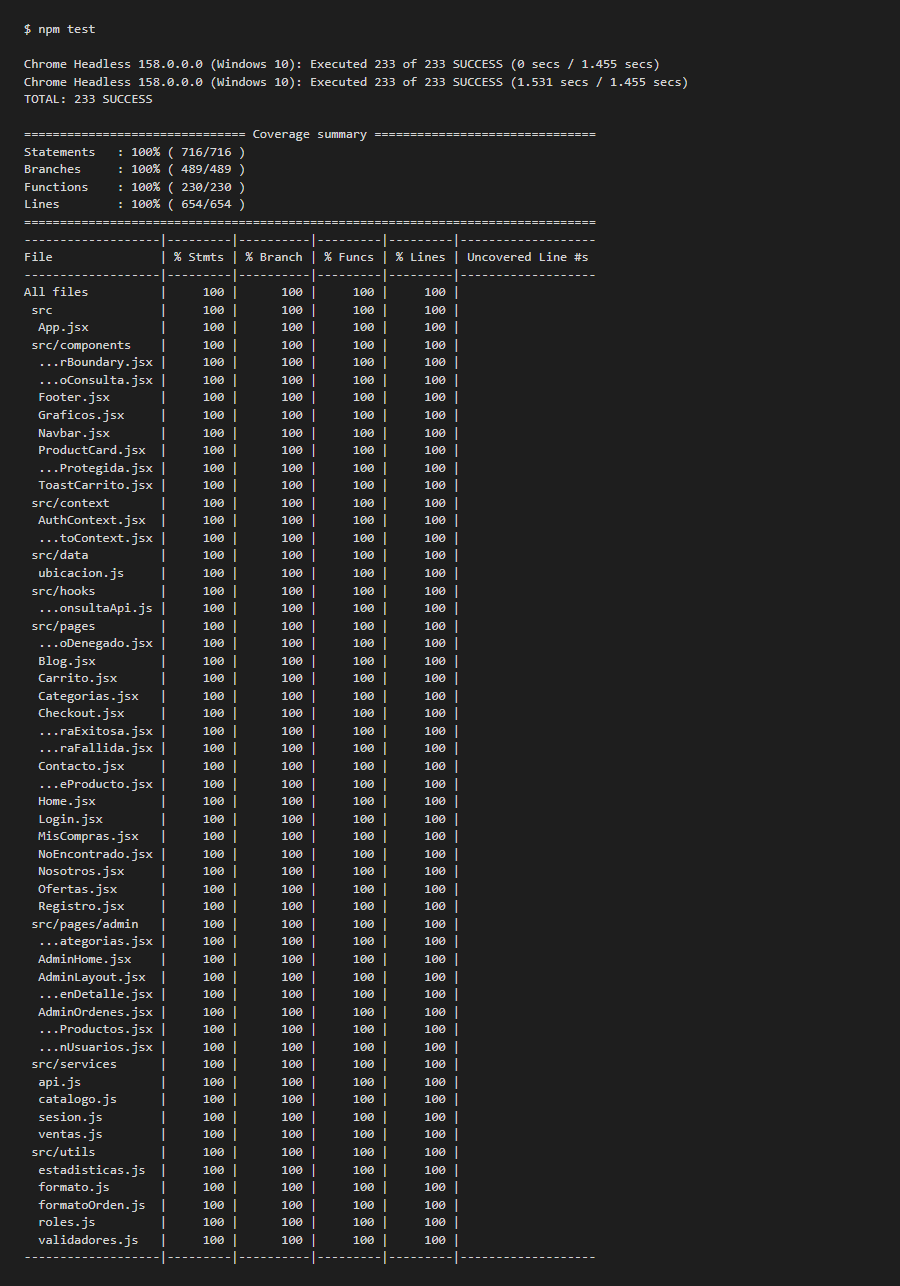 $ npm test
Chrome Headless 158.0.0.0 (Windows 10): Executed 233 of 233 SUCCESS (0 secs / 1.455 secs)
Chrome Headless 158.0.0.0 (Windows 10): Executed 233 of 233 SUCCESS (1.531 secs / 1.455 secs)
TOTAL: 233 SUCCESS
=============================== Coverage summary ===============================
Statements   : 100% ( 716/716 )
Branches     : 100% ( 489/489 )
Functions    : 100% ( 230/230 )
Lines        : 100% ( 654/654 )
================================================================================
-------------------|---------|----------|---------|---------|-------------------
File               | % Stmts | % Branch | % Funcs | % Lines | Uncovered Line #s
-------------------|---------|----------|---------|---------|-------------------
All files          |     100 |      100 |     100 |     100 |
 src               |     100 |      100 |     100 |     100 |
  App.jsx          |     100 |      100 |     100 |     100 |
 src/components    |     100 |      100 |     100 |     100 |
  ...rBoundary.jsx |     100 |      100 |     100 |     100 |
  ...oConsulta.jsx |     100 |      100 |     100 |     100 |
  Footer.jsx       |     100 |      100 |     100 |     100 |
  Graficos.jsx     |     100 |      100 |     100 |     100 |
  Navbar.jsx       |     100 |      100 |     100 |     100 |
  ProductCard.jsx  |     100 |      100 |     100 |     100 |
  ...Protegida.jsx |     100 |      100 |     100 |     100 |
  ToastCarrito.jsx |     100 |      100 |     100 |     100 |
 src/context       |     100 |      100 |     100 |     100 |
  AuthContext.jsx  |     100 |      100 |     100 |     100 |
  ...toContext.jsx |     100 |      100 |     100 |     100 |
 src/data          |     100 |      100 |     100 |     100 |
  ubicacion.js     |     100 |      100 |     100 |     100 |
 src/hooks         |     100 |      100 |     100 |     100 |
  ...onsultaApi.js |     100 |      100 |     100 |     100 |
 src/pages         |     100 |      100 |     100 |     100 |
  ...oDenegado.jsx |     100 |      100 |     100 |     100 |
  Blog.jsx         |     100 |      100 |     100 |     100 |
  Carrito.jsx      |     100 |      100 |     100 |     100 |
  Categorias.jsx   |     100 |      100 |     100 |     100 |
  Checkout.jsx     |     100 |      100 |     100 |     100 |
  ...raExitosa.jsx |     100 |      100 |     100 |     100 |
  ...raFallida.jsx |     100 |      100 |     100 |     100 |
  Contacto.jsx     |     100 |      100 |     100 |     100 |
  ...eProducto.jsx |     100 |      100 |     100 |     100 |
  Home.jsx         |     100 |      100 |     100 |     100 |
  Login.jsx        |     100 |      100 |     100 |     100 |
  MisCompras.jsx   |     100 |      100 |     100 |     100 |
  NoEncontrado.jsx |     100 |      100 |     100 |     100 |
  Nosotros.jsx     |     100 |      100 |     100 |     100 |
  Ofertas.jsx      |     100 |      100 |     100 |     100 |
  Registro.jsx     |     100 |      100 |     100 |     100 |
 src/pages/admin   |     100 |      100 |     100 |     100 |
  ...ategorias.jsx |     100 |      100 |     100 |     100 |
  AdminHome.jsx    |     100 |      100 |     100 |     100 |
  AdminLayout.jsx  |     100 |      100 |     100 |     100 |
  ...enDetalle.jsx |     100 |      100 |     100 |     100 |
  AdminOrdenes.jsx |     100 |      100 |     100 |     100 |
  ...Productos.jsx |     100 |      100 |     100 |     100 |
  ...nUsuarios.jsx |     100 |      100 |     100 |     100 |
 src/services      |     100 |      100 |     100 |     100 |
  api.js           |     100 |      100 |     100 |     100 |
  catalogo.js      |     100 |      100 |     100 |     100 |
  sesion.js        |     100 |      100 |     100 |     100 |
  ventas.js        |     100 |      100 |     100 |     100 |
 src/utils         |     100 |      100 |     100 |     100 |
  estadisticas.js  |     100 |      100 |     100 |     100 |
  formato.js       |     100 |      100 |     100 |     100 |
  formatoOrden.js  |     100 |      100 |     100 |     100 |
  roles.js         |     100 |      100 |     100 |     100 |
  validadores.js   |     100 |      100 |     100 |     100 |
-------------------|---------|----------|---------|---------|-------------------